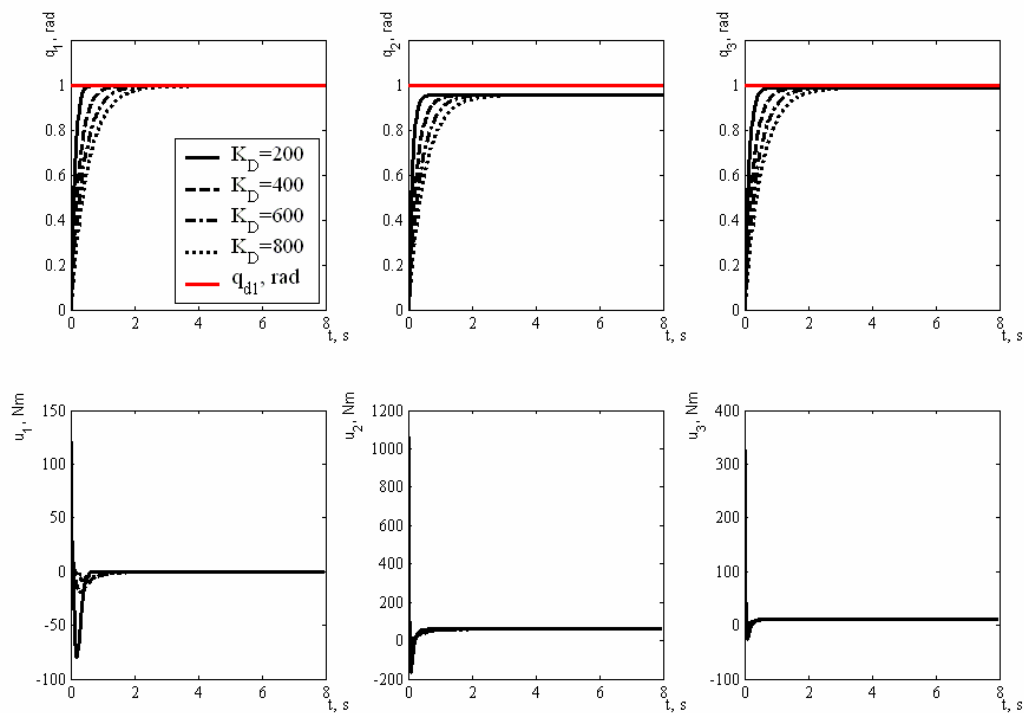 q1, rad
1
0.8
0.6
0.4
0.2
0
0 2 4 6 8
t, s
KD=200
KD=400
KD=600
KD=800
qd1, rad
q2, rad
1
0.8
0.6
0.4
0.2
0
0 2 4 6 8
t, s
q3, rad
1
0.8
0.6
0.4
0.2
0
0 2 4 6 8
t, s
u1, Nm
150
100
50
0
-50
-100
0 2 4 6 8
t, s
u2, Nm
1200
1000
800
600
400
200
0
-200
0 2 4 6 8
t, s
u3, Nm
400
300
200
100
0
-100
0 2 4 6 8
t, s